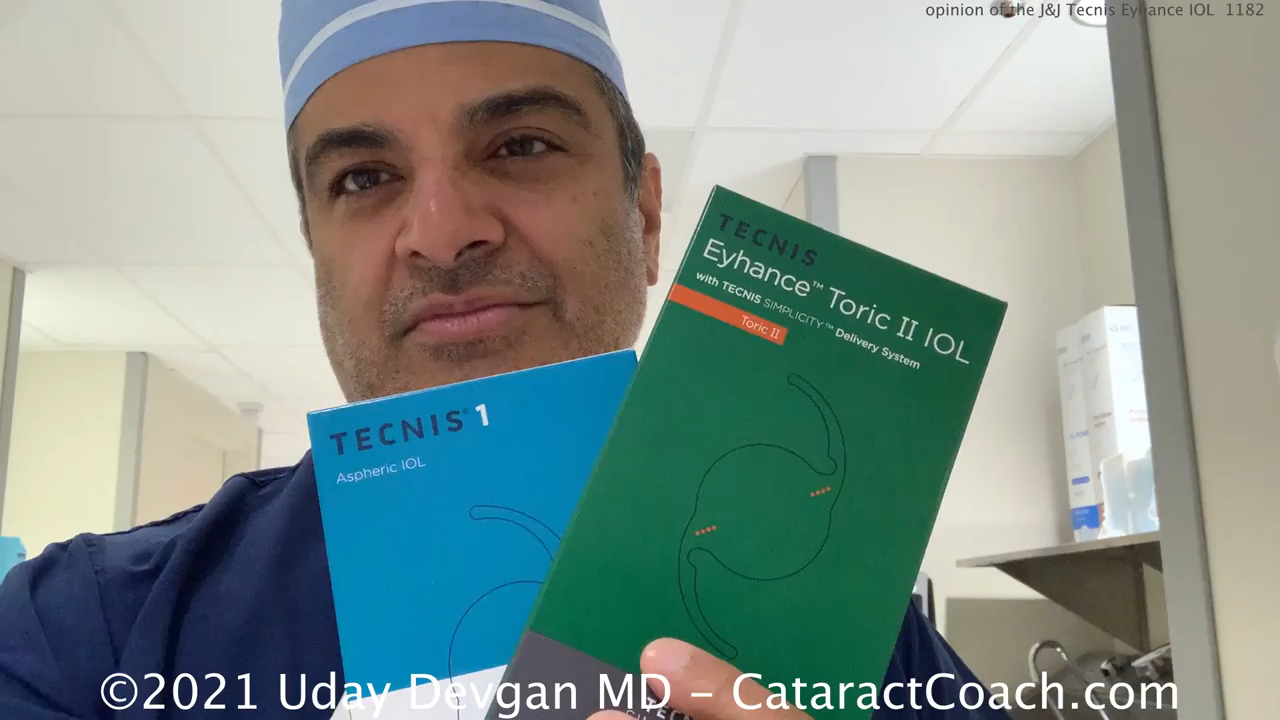 opinion of the J&J Tecnis Eyhance IOL 1182
TECNIS
Eyhance™ Toric II IOL
with TECNIS SIMPLICITY™ Delivery System
Toric II
TECNIS® 1
Aspheric IOL
©2021 Uday Devgan MD – CataractCoach.com